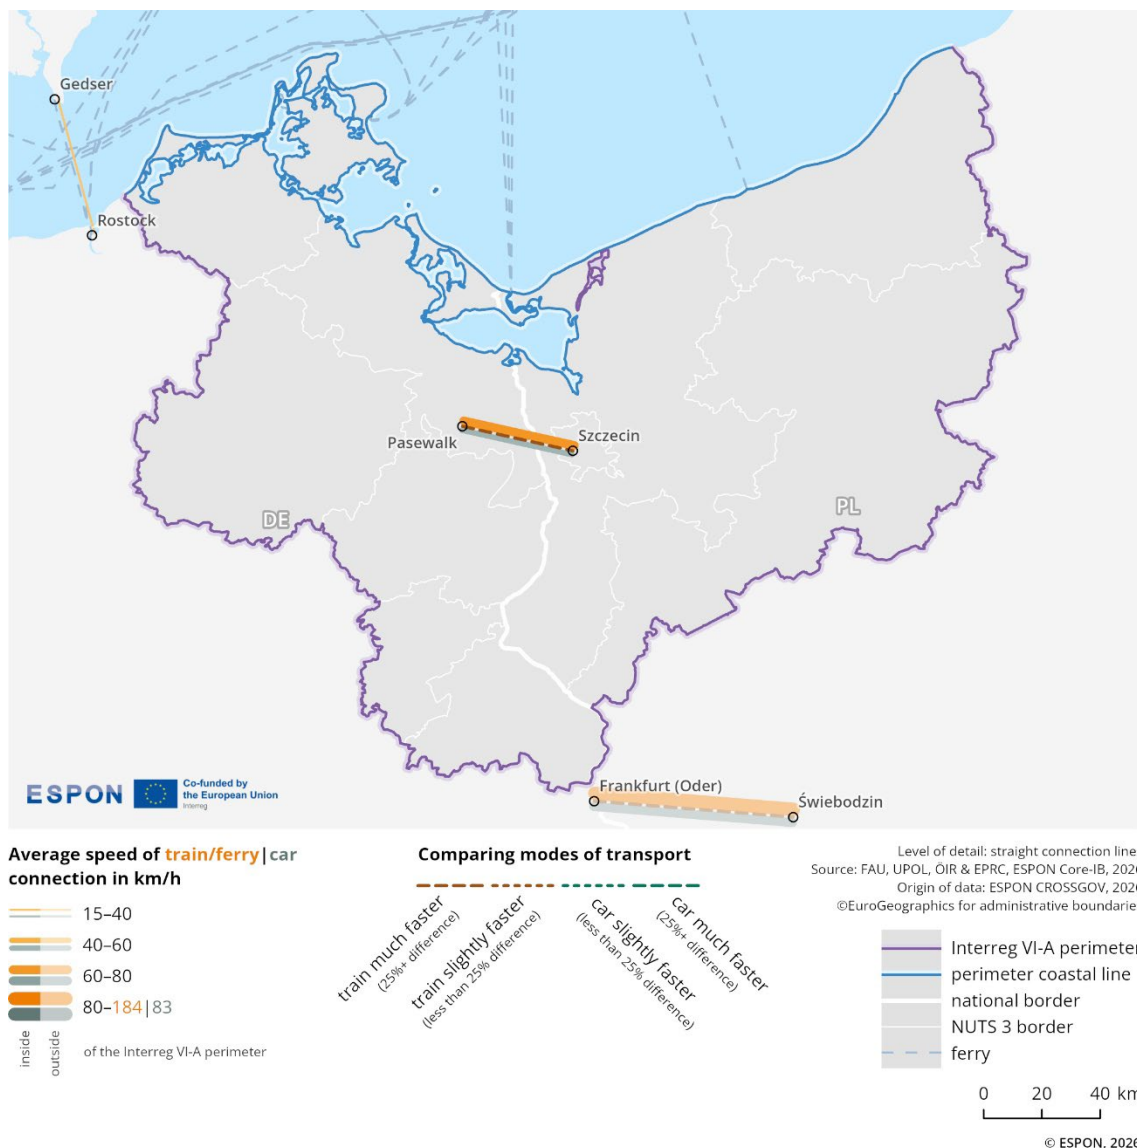 Gedser
Rostock
Pasewalk
Szczecin
DE
PL
Frankfurt (Oder)
Świebodzin
ESPON
Co-funded by
the European Union
Interreg
Average speed of train/ferry|car
connection in km/h
15–40
40–60
60–80
80–184|83
inside
outside
of the Interreg VI-A perimeter
Comparing modes of transport
train much faster
(25%+ difference)
train slightly faster
(less than 25% difference)
car slightly faster
(less than 25% difference)
car much faster
(25%+ difference)
Level of detail: straight connection line
Source: FAU, UPOL, ÖIR & EPRC, ESPON Core-IB, 2026
Origin of data: ESPON CROSSGOV, 2026
©EuroGeographics for administrative boundarie
Interreg VI-A perimeter
perimeter coastal line
national border
NUTS 3 border
ferry
0 20 40 km
© ESPON, 2026